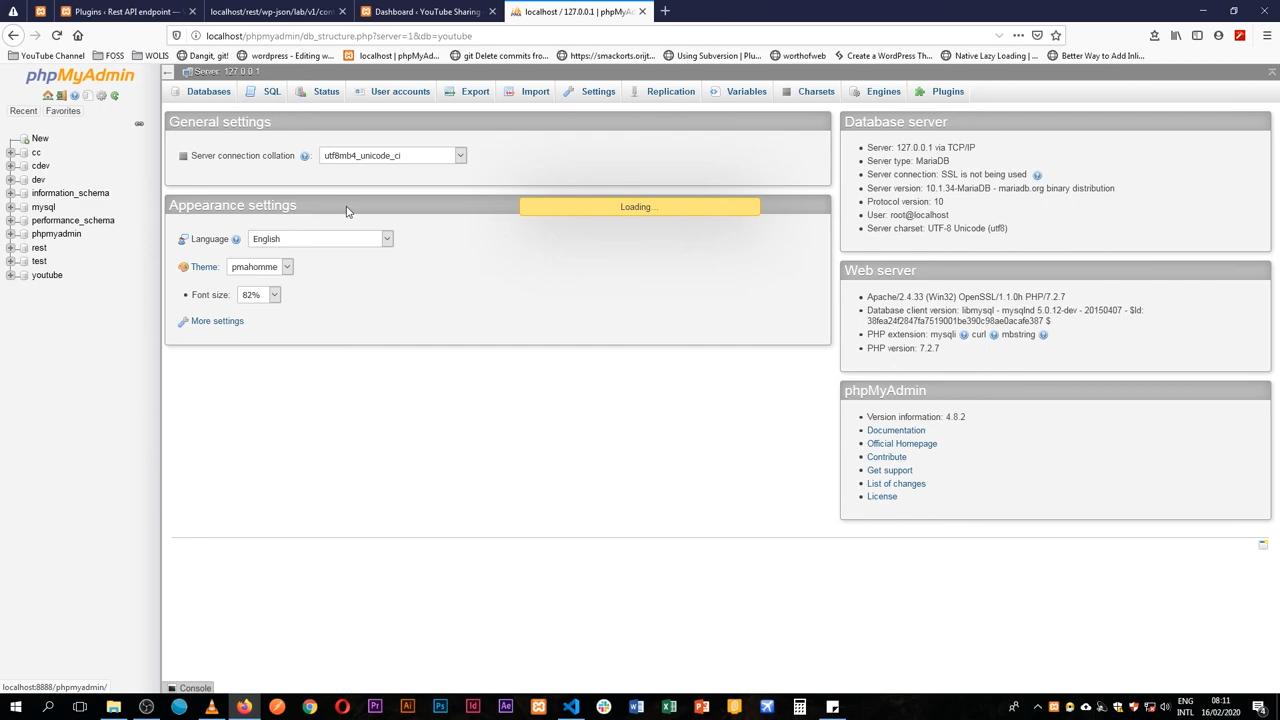 Plugins ‹ Rest API endpoint —
localhost/rest/wp-json/lab/v1/con
Dashboard ‹ YouTube Sharing
localhost / 127.0.0.1 | phpMyAd
localhost/phpmyadmin/db_structure.php?server=1&db=youtube
YouTube Channel
FOSS
WOLIS
Dangit, git!
wordpress - Editing w...
localhost | phpMyAd...
git Delete commits fro...
https://smackorts.orijt...
Using Subversion | Plu...
worthofweb
Create a WordPress Th...
Native Lazy Loading | ...
Better Way to Add Inli...
phpMyAdmin
Recent
Favorites
New
cc
cdev
dev
information_schema
mysql
performance_schema
phpmyadmin
rest
test
youtube
Server: 127.0.0.1
Databases
SQL
Status
User accounts
Export
Import
Settings
Replication
Variables
Charsets
Engines
Plugins
General settings
Server connection collation
utf8mb4_unicode_ci
Appearance settings
Loading...
Language
English
Theme:
pmahomme
Font size:
82%
More settings
Database server
Server: 127.0.0.1 via TCP/IP
Server type: MariaDB
Server connection: SSL is not being used
Server version: 10.1.34-MariaDB - mariadb.org binary distribution
Protocol version: 10
User: root@localhost
Server charset: UTF-8 Unicode (utf8)
Web server
Apache/2.4.33 (Win32) OpenSSL/1.1.0h PHP/7.2.7
Database client version: libmysql - mysqlnd 5.0.12-dev - 20150407 - $Id:
38fea24f2847fa7519001be390c98ae0acafe387 $
PHP extension: mysqli curl mbstring
PHP version: 7.2.7
phpMyAdmin
Version information: 4.8.2
Documentation
Official Homepage
Contribute
Get support
List of changes
License
localhost:8888/phpmyadmin/
Console
ENG
INTL
08:11
16/02/2020